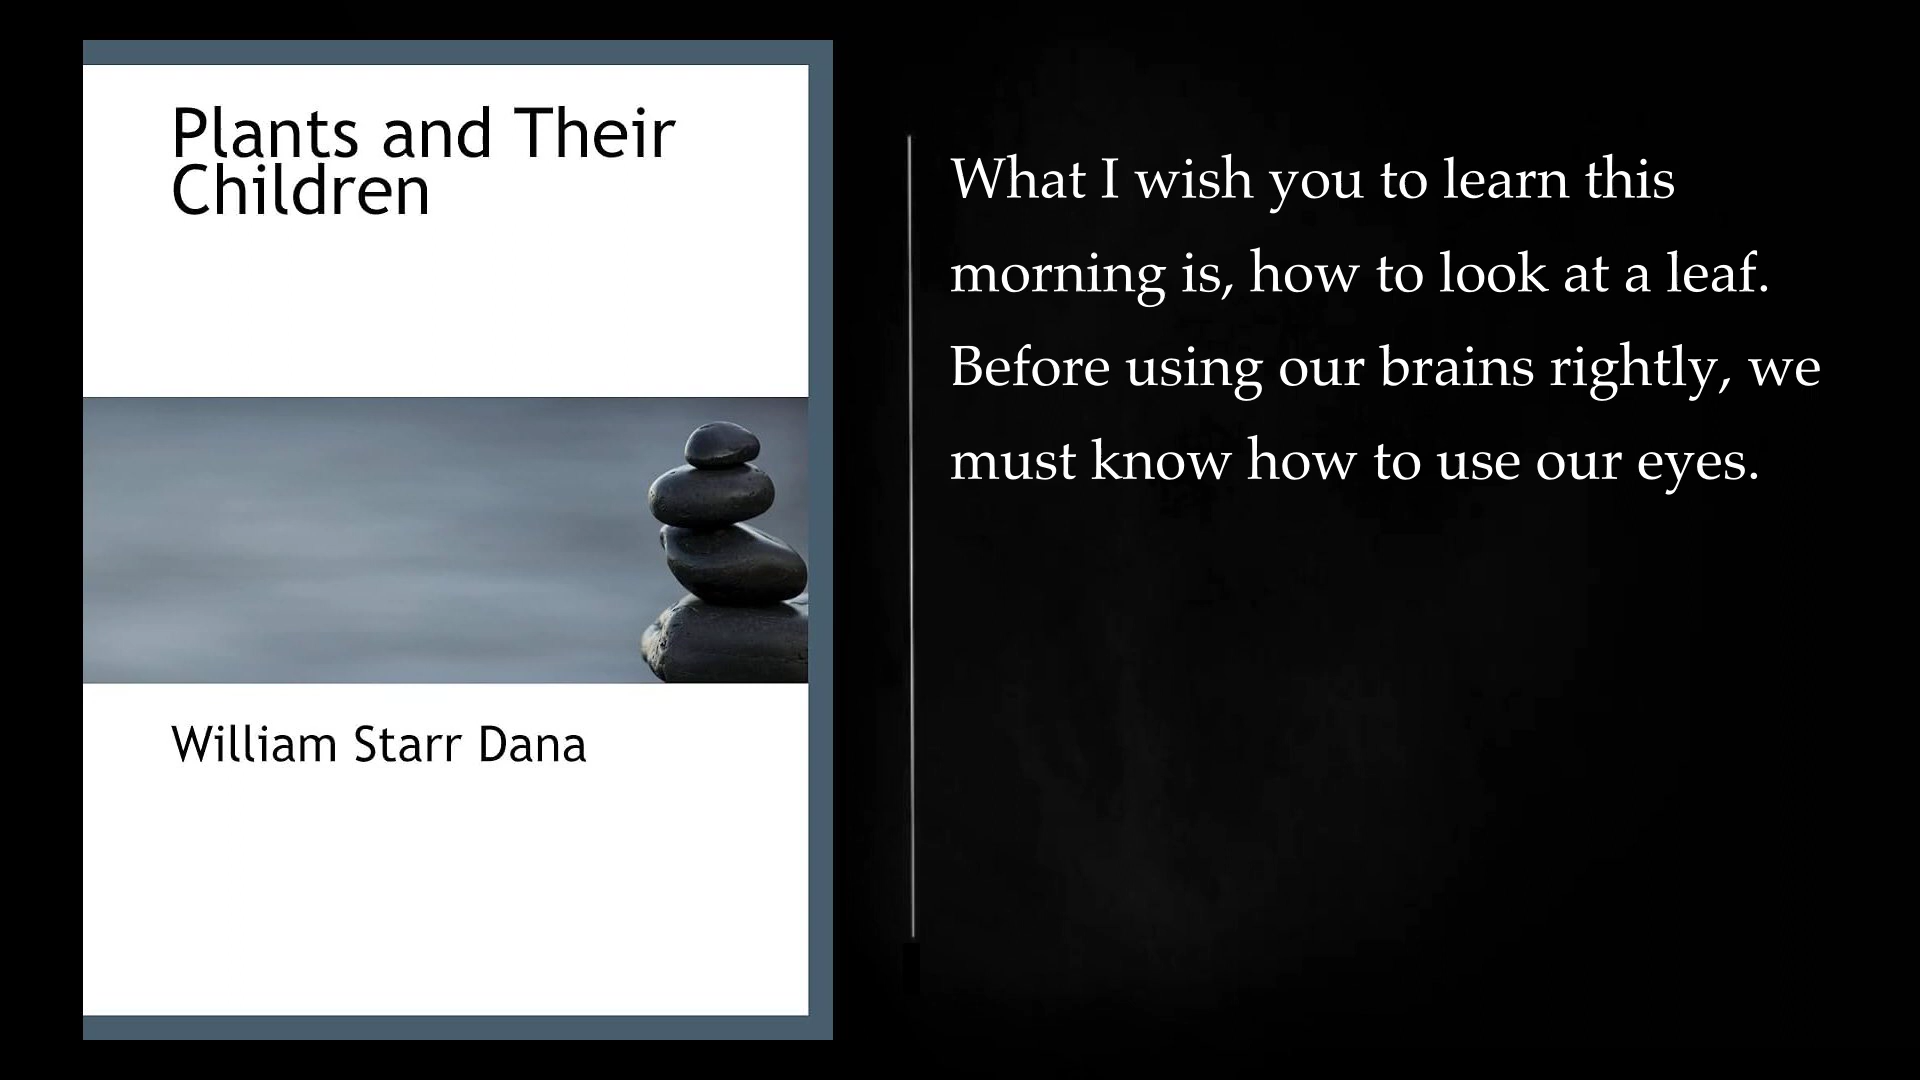 Plants and Their
Children
William Starr Dana
What I wish you to learn this
morning is, how to look at a leaf.
Before using our brains rightly, we
must know how to use our eyes.